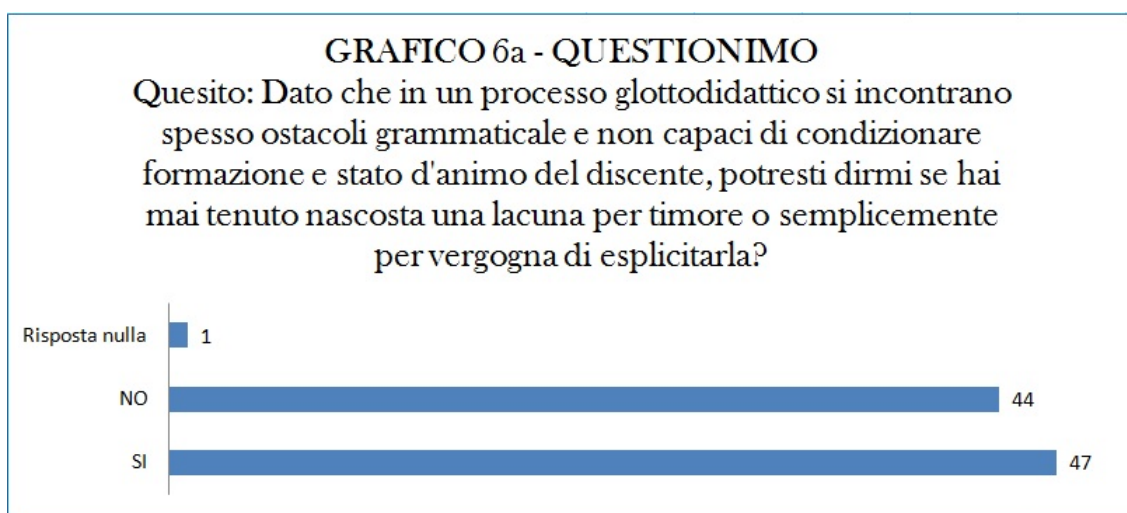 GRAFICO 6a - QUESTIONIMO
Quesito: Dato che in un processo glottodidattico si incontrano
spesso ostacoli grammaticale e non capaci di condizionare
formazione e stato d'animo del discente, potresti dirmi se hai
mai tenuto nascosta una lacuna per timore o semplicemente
per vergogna di esplicitarla?
Risposta nulla 1
NO 44
SI 47